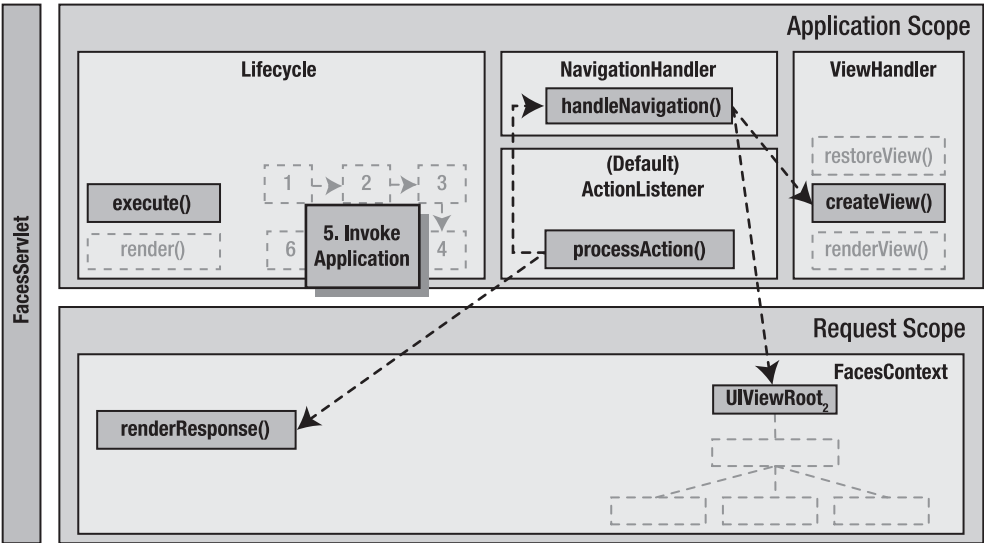 FacesServlet
Application Scope
Lifecycle
execute()
render()
1
2
3
4
6
5. Invoke
Application
NavigationHandler
handleNavigation()
(Default)
ActionListener
processAction()
ViewHandler
restoreView()
createView()
renderView()
Request Scope
FacesContext
renderResponse()
UIViewRoot2